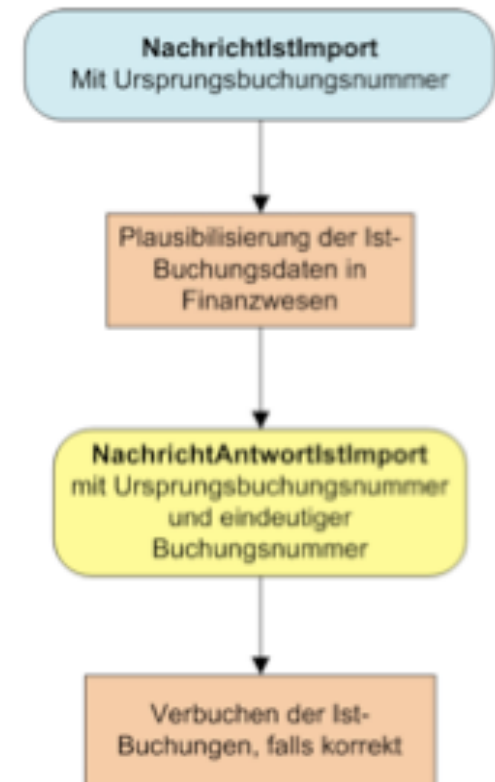 NachrichtIstImport
Mit Ursprungsbuchungsnummer
Plausibilisierung der Ist-
Buchungsdaten in
Finanzwesen
NachrichtAntwortIstImport
mit Ursprungsbuchungsnummer
und eindeutiger
Buchungsnummer
Verbuchen der Ist-
Buchungen, falls korrekt